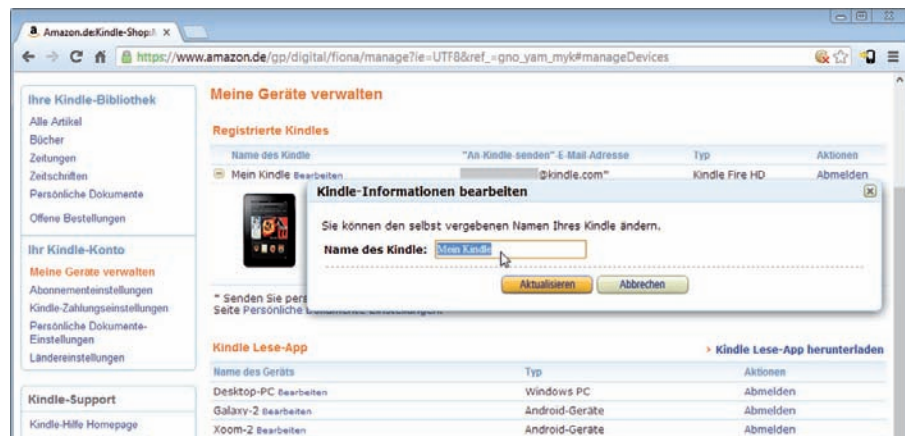 Amazon.de:Kindle-Shop:
https://www.amazon.de/gp/digital/fiona/manage?ie=UTF8&ref_=gno_yam_myk#manageDevices
Ihre Kindle-Bibliothek
Alle Artikel
Bücher
Zeitungen
Zeitschriften
Persönliche Dokumente
Offene Bestellungen
Ihr Kindle-Konto
Meine Geräte verwalten
Abonnementeinstellungen
Kindle-Zahlungseinstellungen
Persönliche Dokumente-
Einstellungen
Ländereinstellungen
Kindle-Support
Kindle-Hilfe Homepage
Meine Geräte verwalten
Registrierte Kindles
Name des Kindle "An-Kindle-senden"-E-Mail-Adresse Typ Aktionen
Mein Kindle Bearbeiten @kindle.com* Kindle Fire HD Abmelden
Kindle-Informationen bearbeiten
Sie können den selbst vergebenen Namen Ihres Kindle ändern.
Name des Kindle: Mein Kindle
Aktualisieren Abbrechen
* Senden Sie pers
Seite Persönliche Dokumente-Einstellungen.
Kindle Lese-App › Kindle Lese-App herunterladen
Name des Geräts Typ Aktionen
Desktop-PC Bearbeiten Windows PC Abmelden
Galaxy-2 Bearbeiten Android-Geräte Abmelden
Xoom-2 Bearbeiten Android-Geräte Abmelden